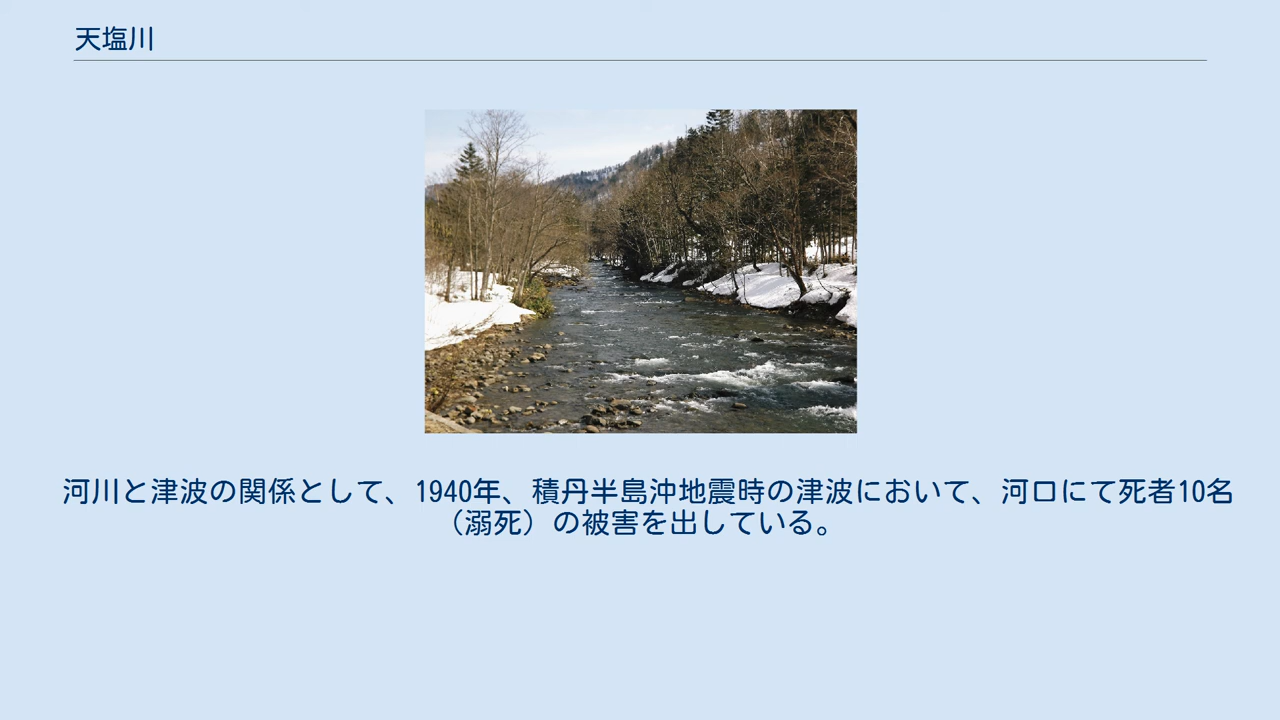 天塩川
河川と津波の関係として、1940年、積丹半島沖地震時の津波において、河口にて死者10名
（溺死）の被害を出している。